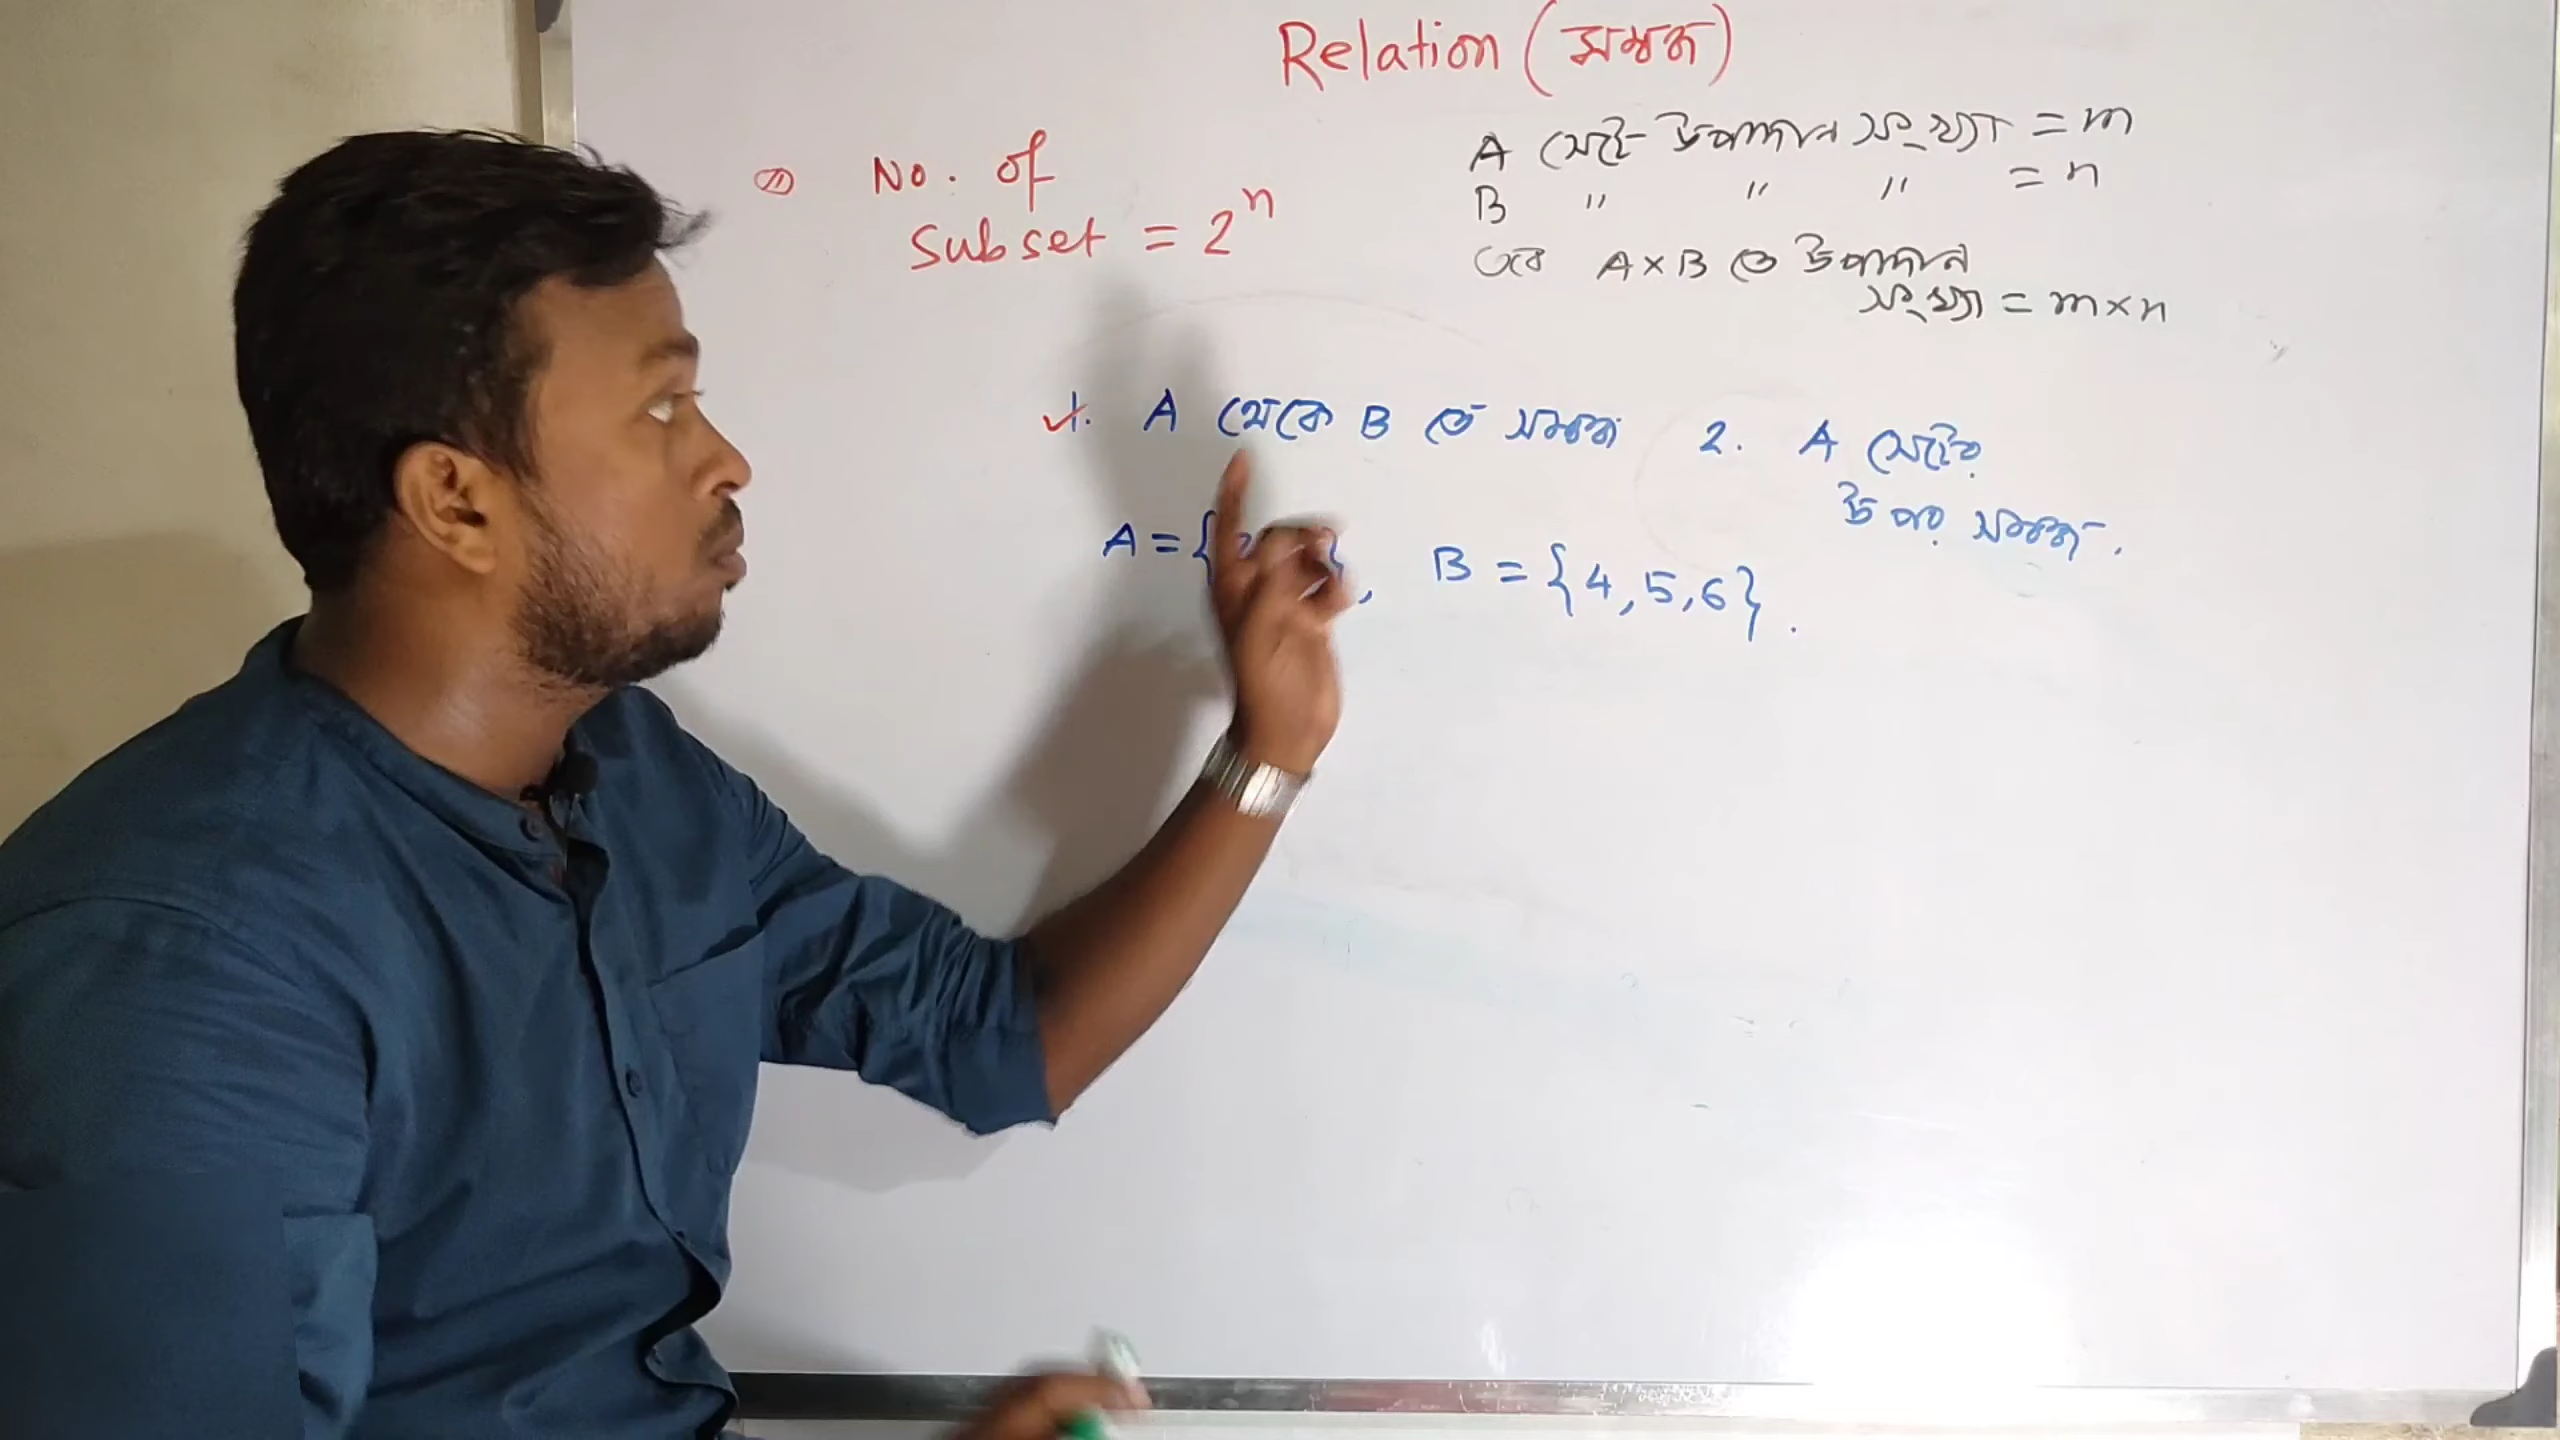 Relation (সম্বন্ধ)
No. of
Subset = 2ⁿ
A সেটে উপাদান সংখ্যা = m
B " " " = n
তবে A×B তে উপাদান
সংখ্যা = m×n
1. A থেকে B তে সম্বন্ধ
2. A সেটের
উপর সম্বন্ধ.
A = { }, B = {4,5,6}.